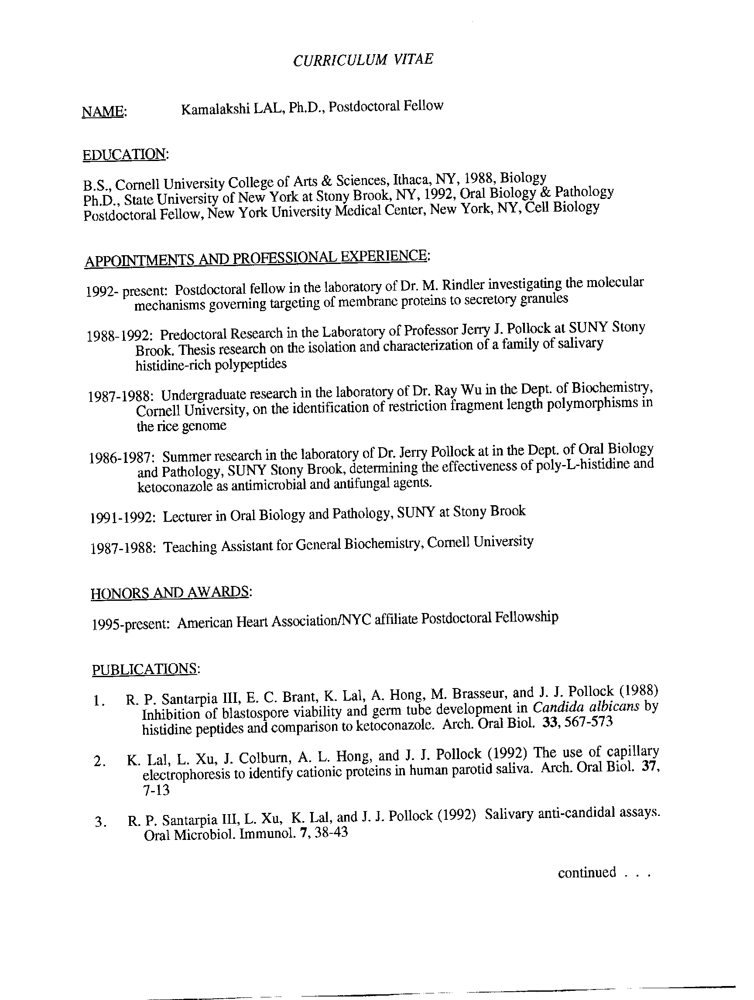 CURRICULUM VITAE
NAME: Kamalakshi LAL, Ph.D., Postdoctoral Fellow
EDUCATION:
B.S., Cornell University College of Arts & Sciences, Ithaca, NY, 1988, Biology
Ph.D., State University of New York at Stony Brook, NY, 1992, Oral Biology & Pathology
Postdoctoral Fellow, New York University Medical Center, New York, NY, Cell Biology
APPOINTMENTS AND PROFESSIONAL EXPERIENCE:
1992- present: Postdoctoral fellow in the laboratory of Dr. M. Rindler investigating the molecular
mechanisms governing targeting of membrane proteins to secretory granules
1988-1992: Predoctoral Research in the Laboratory of Professor Jerry J. Pollock at SUNY Stony
Brook. Thesis research on the isolation and characterization of a family of salivary
histidine-rich polypeptides
1987-1988: Undergraduate research in the laboratory of Dr. Ray Wu in the Dept. of Biochemistry,
Cornell University, on the identification of restriction fragment length polymorphisms in
the rice genome
1986-1987: Summer research in the laboratory of Dr. Jerry Pollock at in the Dept. of Oral Biology
and Pathology, SUNY Stony Brook, determining the effectiveness of poly-L-histidine and
ketoconazole as antimicrobial and antifungal agents.
1991-1992: Lecturer in Oral Biology and Pathology, SUNY at Stony Brook
1987-1988: Teaching Assistant for General Biochemistry, Cornell University
HONORS AND AWARDS:
1995-present: American Heart Association/NYC affiliate Postdoctoral Fellowship
PUBLICATIONS:
1. R. P. Santarpia III, E. C. Brant, K. Lal, A. Hong, M. Brasseur, and J. J. Pollock (1988)
Inhibition of blastospore viability and germ tube development in Candida albicans by
histidine peptides and comparison to ketoconazole. Arch. Oral Biol. 33, 567-573
2. K. Lal, L. Xu, J. Colburn, A. L. Hong, and J. J. Pollock (1992) The use of capillary
electrophoresis to identify cationic proteins in human parotid saliva. Arch. Oral Biol. 37,
7-13
3. R. P. Santarpia III, L. Xu, K. Lal, and J. J. Pollock (1992) Salivary anti-candidal assays.
Oral Microbiol. Immunol. 7, 38-43
continued . . .